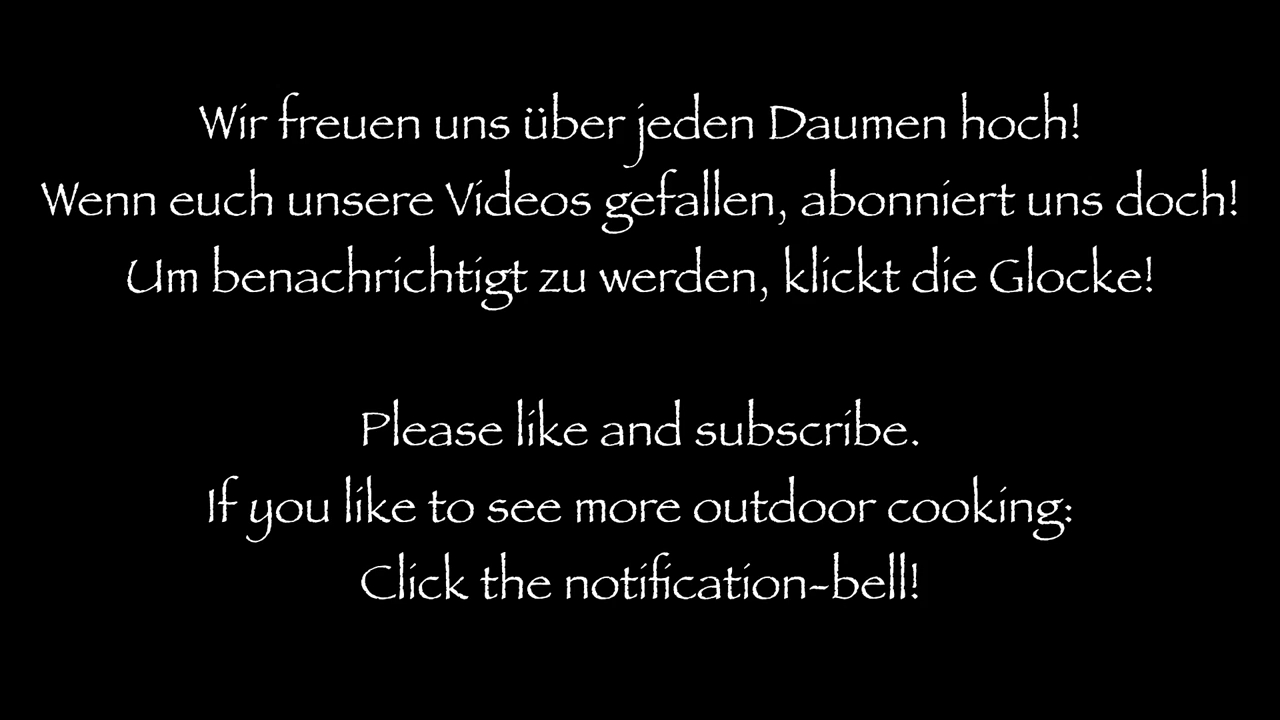 Wir freuen uns über jeden Daumen hoch!
Wenn euch unsere Videos gefallen, abonniert uns doch!
Um benachrichtigt zu werden, klickt die Glocke!
Please like and subscribe.
If you like to see more outdoor cooking:
Click the notification-bell!